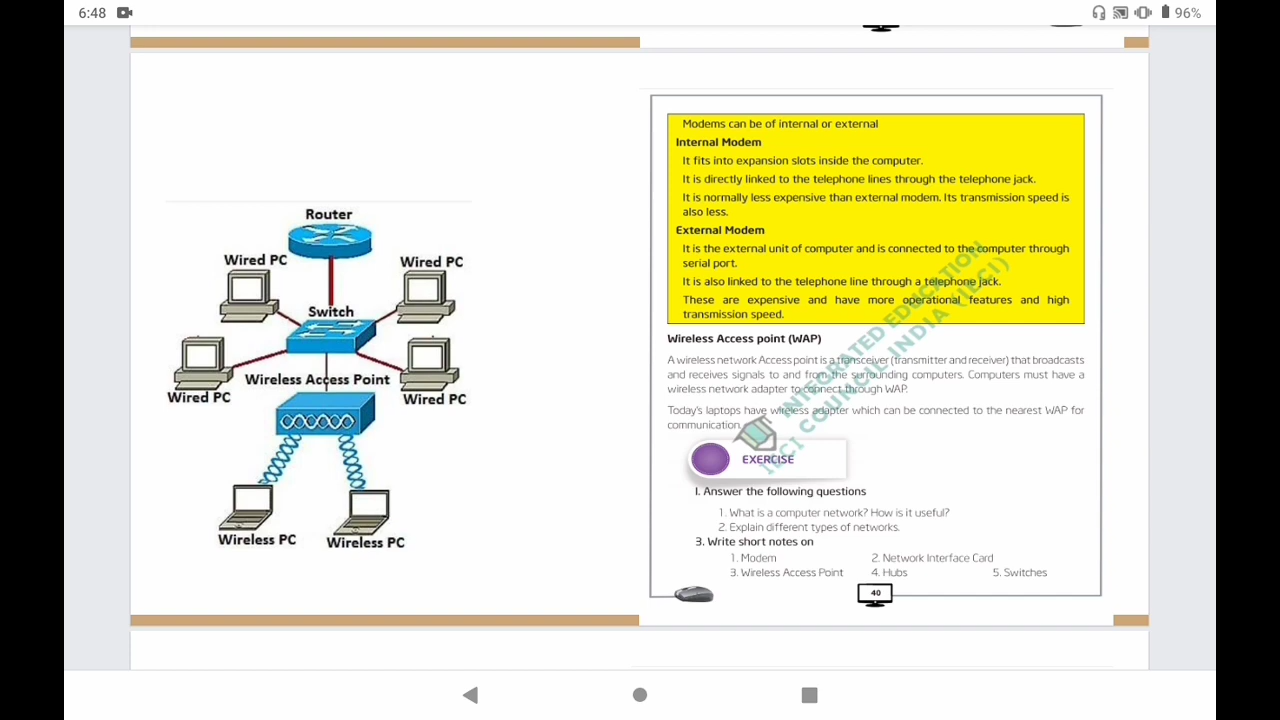 6:48
96%
Router
Wired PC
Wired PC
Switch
Wireless Access Point
Wired PC
Wired PC
Wireless PC
Wireless PC
Modems can be of internal or external
Internal Modem
It fits into expansion slots inside the computer.
It is directly linked to the telephone lines through the telephone jack.
It is normally less expensive than external modem. Its transmission speed is
also less.
External Modem
It is the external unit of computer and is connected to the computer through
serial port.
It is also linked to the telephone line through a telephone jack.
These are expensive and have more operational features and high
transmission speed.
Wireless Access point (WAP)
A wireless network Access point is a transceiver (transmitter and receiver) that broadcasts
and receives signals to and from the surrounding computers. Computers must have a
wireless network adapter to connect through WAP.
Today's laptops have wireless adapter which can be connected to the nearest WAP for
communication.
INTEGRATED EDUCATION
IECI COUNCIL INDIA (IECI)
EXERCISE
I. Answer the following questions
1. What is a computer network? How is it useful?
2. Explain different types of networks.
3. Write short notes on
1. Modem 2. Network Interface Card
3. Wireless Access Point 4. Hubs 5. Switches
40